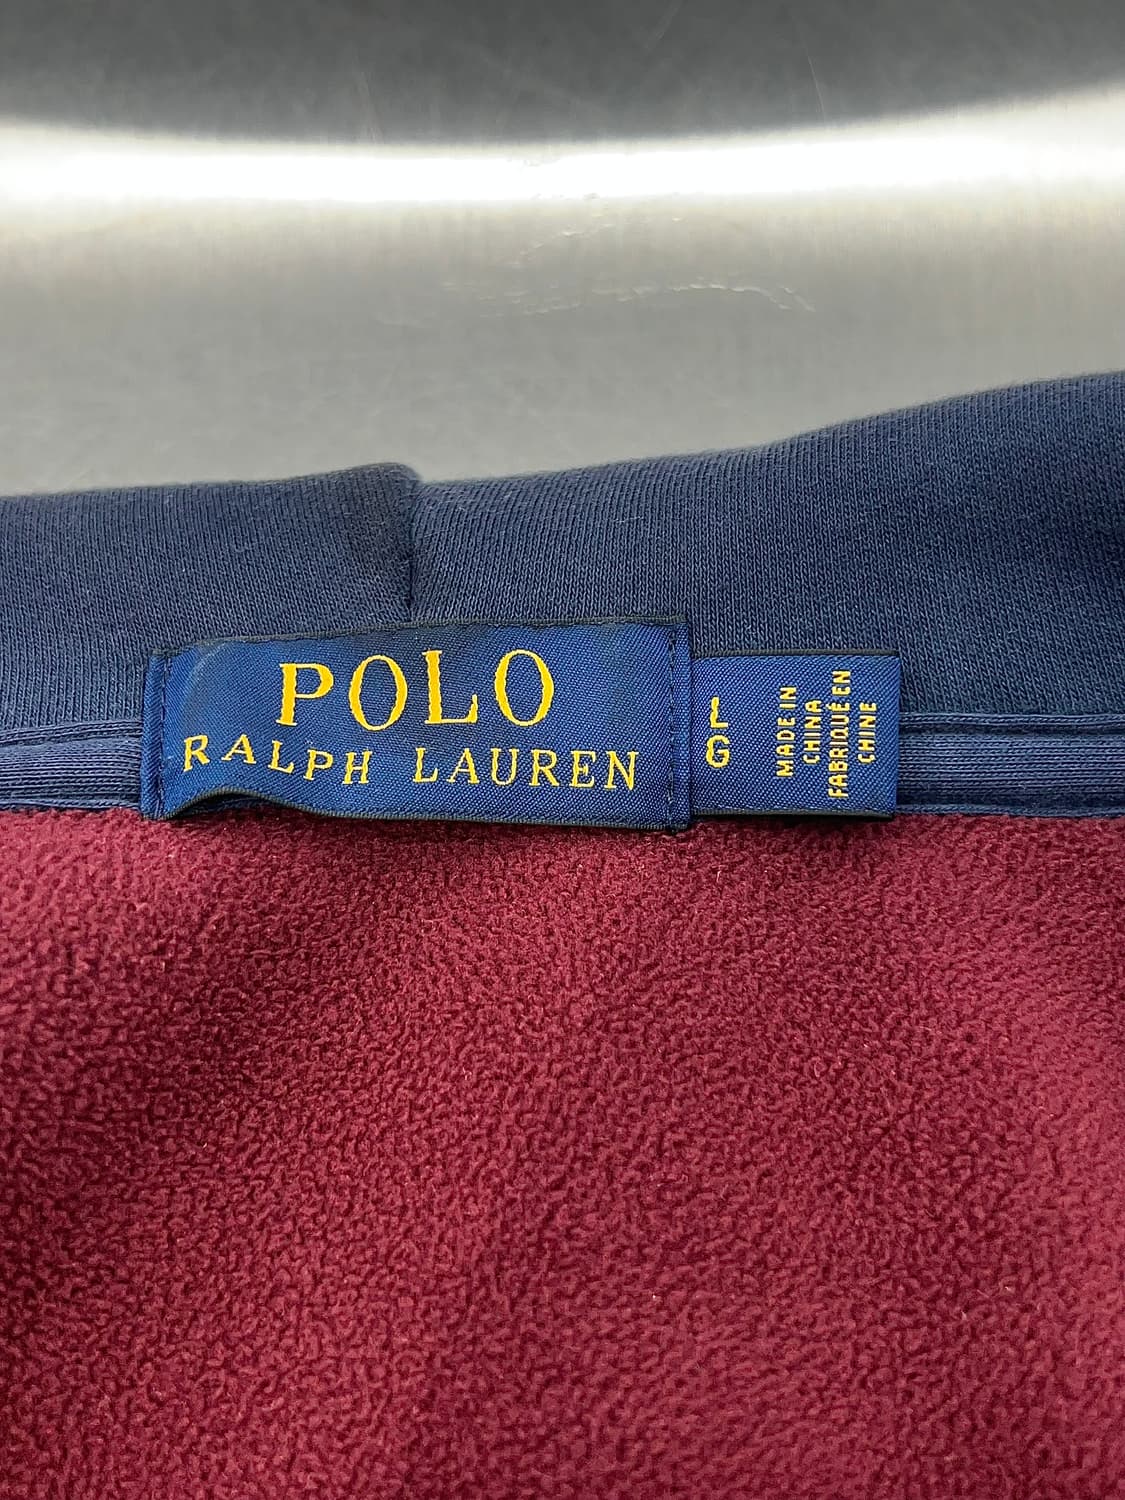 POLO
RALPH LAUREN
L
G
MADE IN
CHINA
FABRIQUÉ EN
CHINE